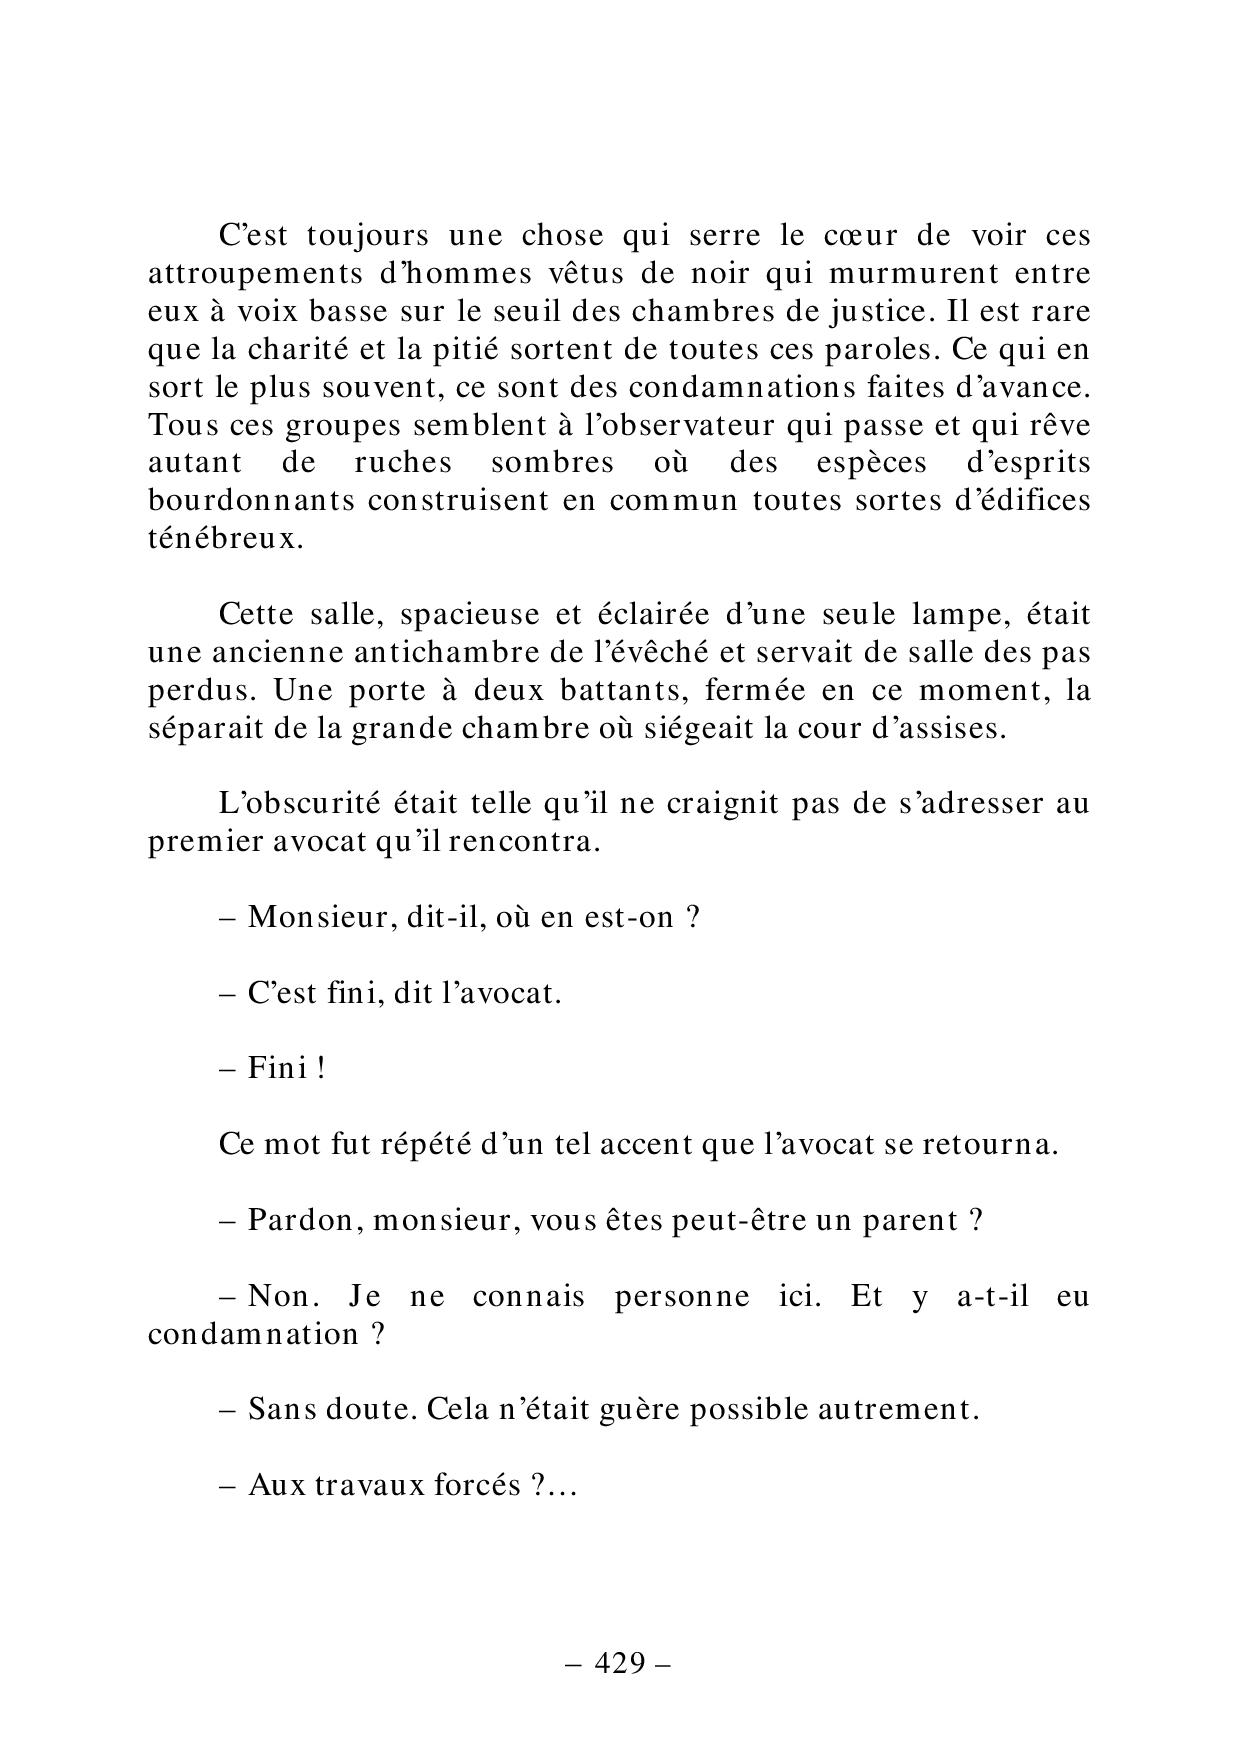 C’est toujours une chose qui serre le cœur de voir ces
attroupements d’hommes vêtus de noir qui murmurent entre
eux à voix basse sur le seuil des chambres de justice. Il est rare
que la charité et la pitié sortent de toutes ces paroles. Ce qui en
sort le plus souvent, ce sont des condamnations faites d’avance.
Tous ces groupes semblent à l’observateur qui passe et qui rêve
autant de ruches sombres où des espèces d’esprits
bourdonnants construisent en commun toutes sortes d’édifices
ténébreux.
Cette salle, spacieuse et éclairée d’une seule lampe, était
une ancienne antichambre de l’évêché et servait de salle des pas
perdus. Une porte à deux battants, fermée en ce moment, la
séparait de la grande chambre où siégeait la cour d’assises.
L’obscurité était telle qu’il ne craignit pas de s’adresser au
premier avocat qu’il rencontra.
– Monsieur, dit-il, où en est-on ?
– C’est fini, dit l’avocat.
– Fini !
Ce mot fut répété d’un tel accent que l’avocat se retourna.
– Pardon, monsieur, vous êtes peut-être un parent ?
– Non. Je ne connais personne ici. Et y a-t-il eu
condamnation ?
– Sans doute. Cela n’était guère possible autrement.
– Aux travaux forcés ?…
– 429 –